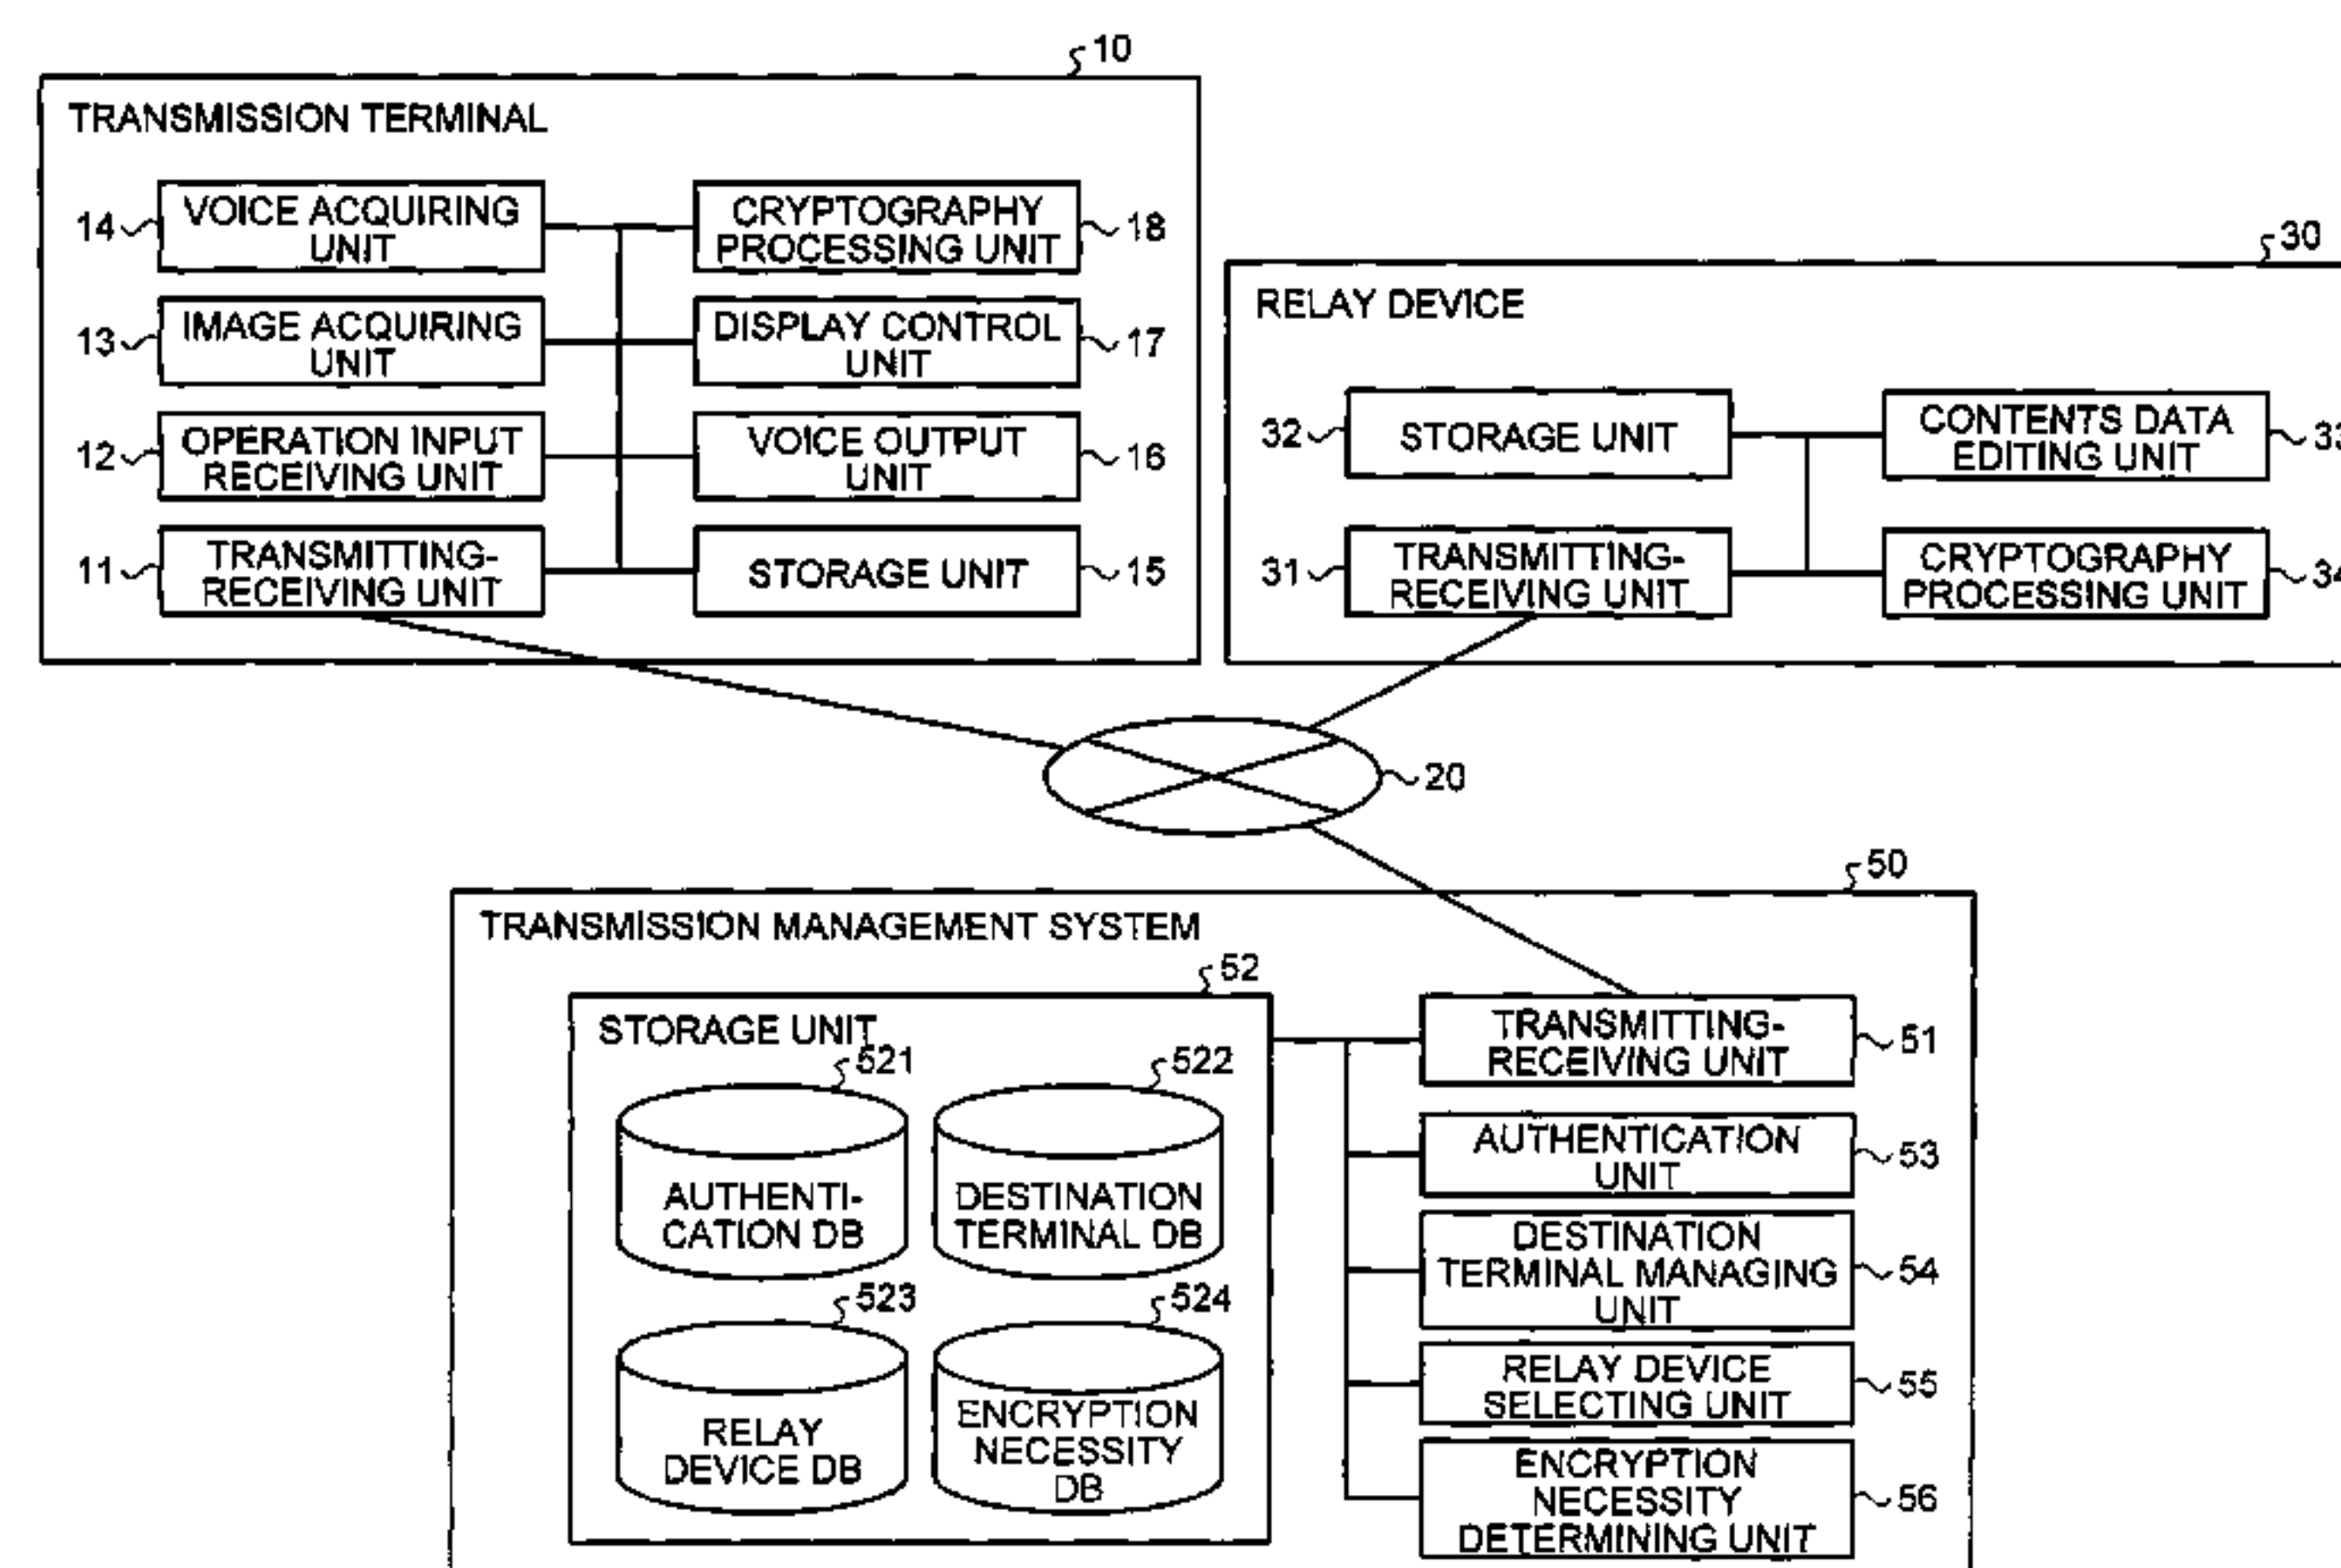 10
TRANSMISSION TERMINAL
14
VOICE ACQUIRING
UNIT
CRYPTOGRAPHY
PROCESSING UNIT
18
13
IMAGE ACQUIRING
UNIT
DISPLAY CONTROL
UNIT
17
12
OPERATION INPUT
RECEIVING UNIT
VOICE OUTPUT
UNIT
16
11
TRANSMITTING-
RECEIVING UNIT
STORAGE UNIT
15
30
RELAY DEVICE
32
STORAGE UNIT
CONTENTS DATA
EDITING UNIT
33
31
TRANSMITTING-
RECEIVING UNIT
CRYPTOGRAPHY
PROCESSING UNIT
34
20
50
TRANSMISSION MANAGEMENT SYSTEM
52
STORAGE UNIT
521
AUTHENTI-
CATION DB
522
DESTINATION
TERMINAL DB
523
RELAY
DEVICE DB
524
ENCRYPTION
NECESSITY
DB
TRANSMITTING-
RECEIVING UNIT
51
AUTHENTICATION
UNIT
53
DESTINATION
TERMINAL MANAGING
UNIT
54
RELAY DEVICE
SELECTING UNIT
55
ENCRYPTION
NECESSITY
DETERMINING UNIT
56